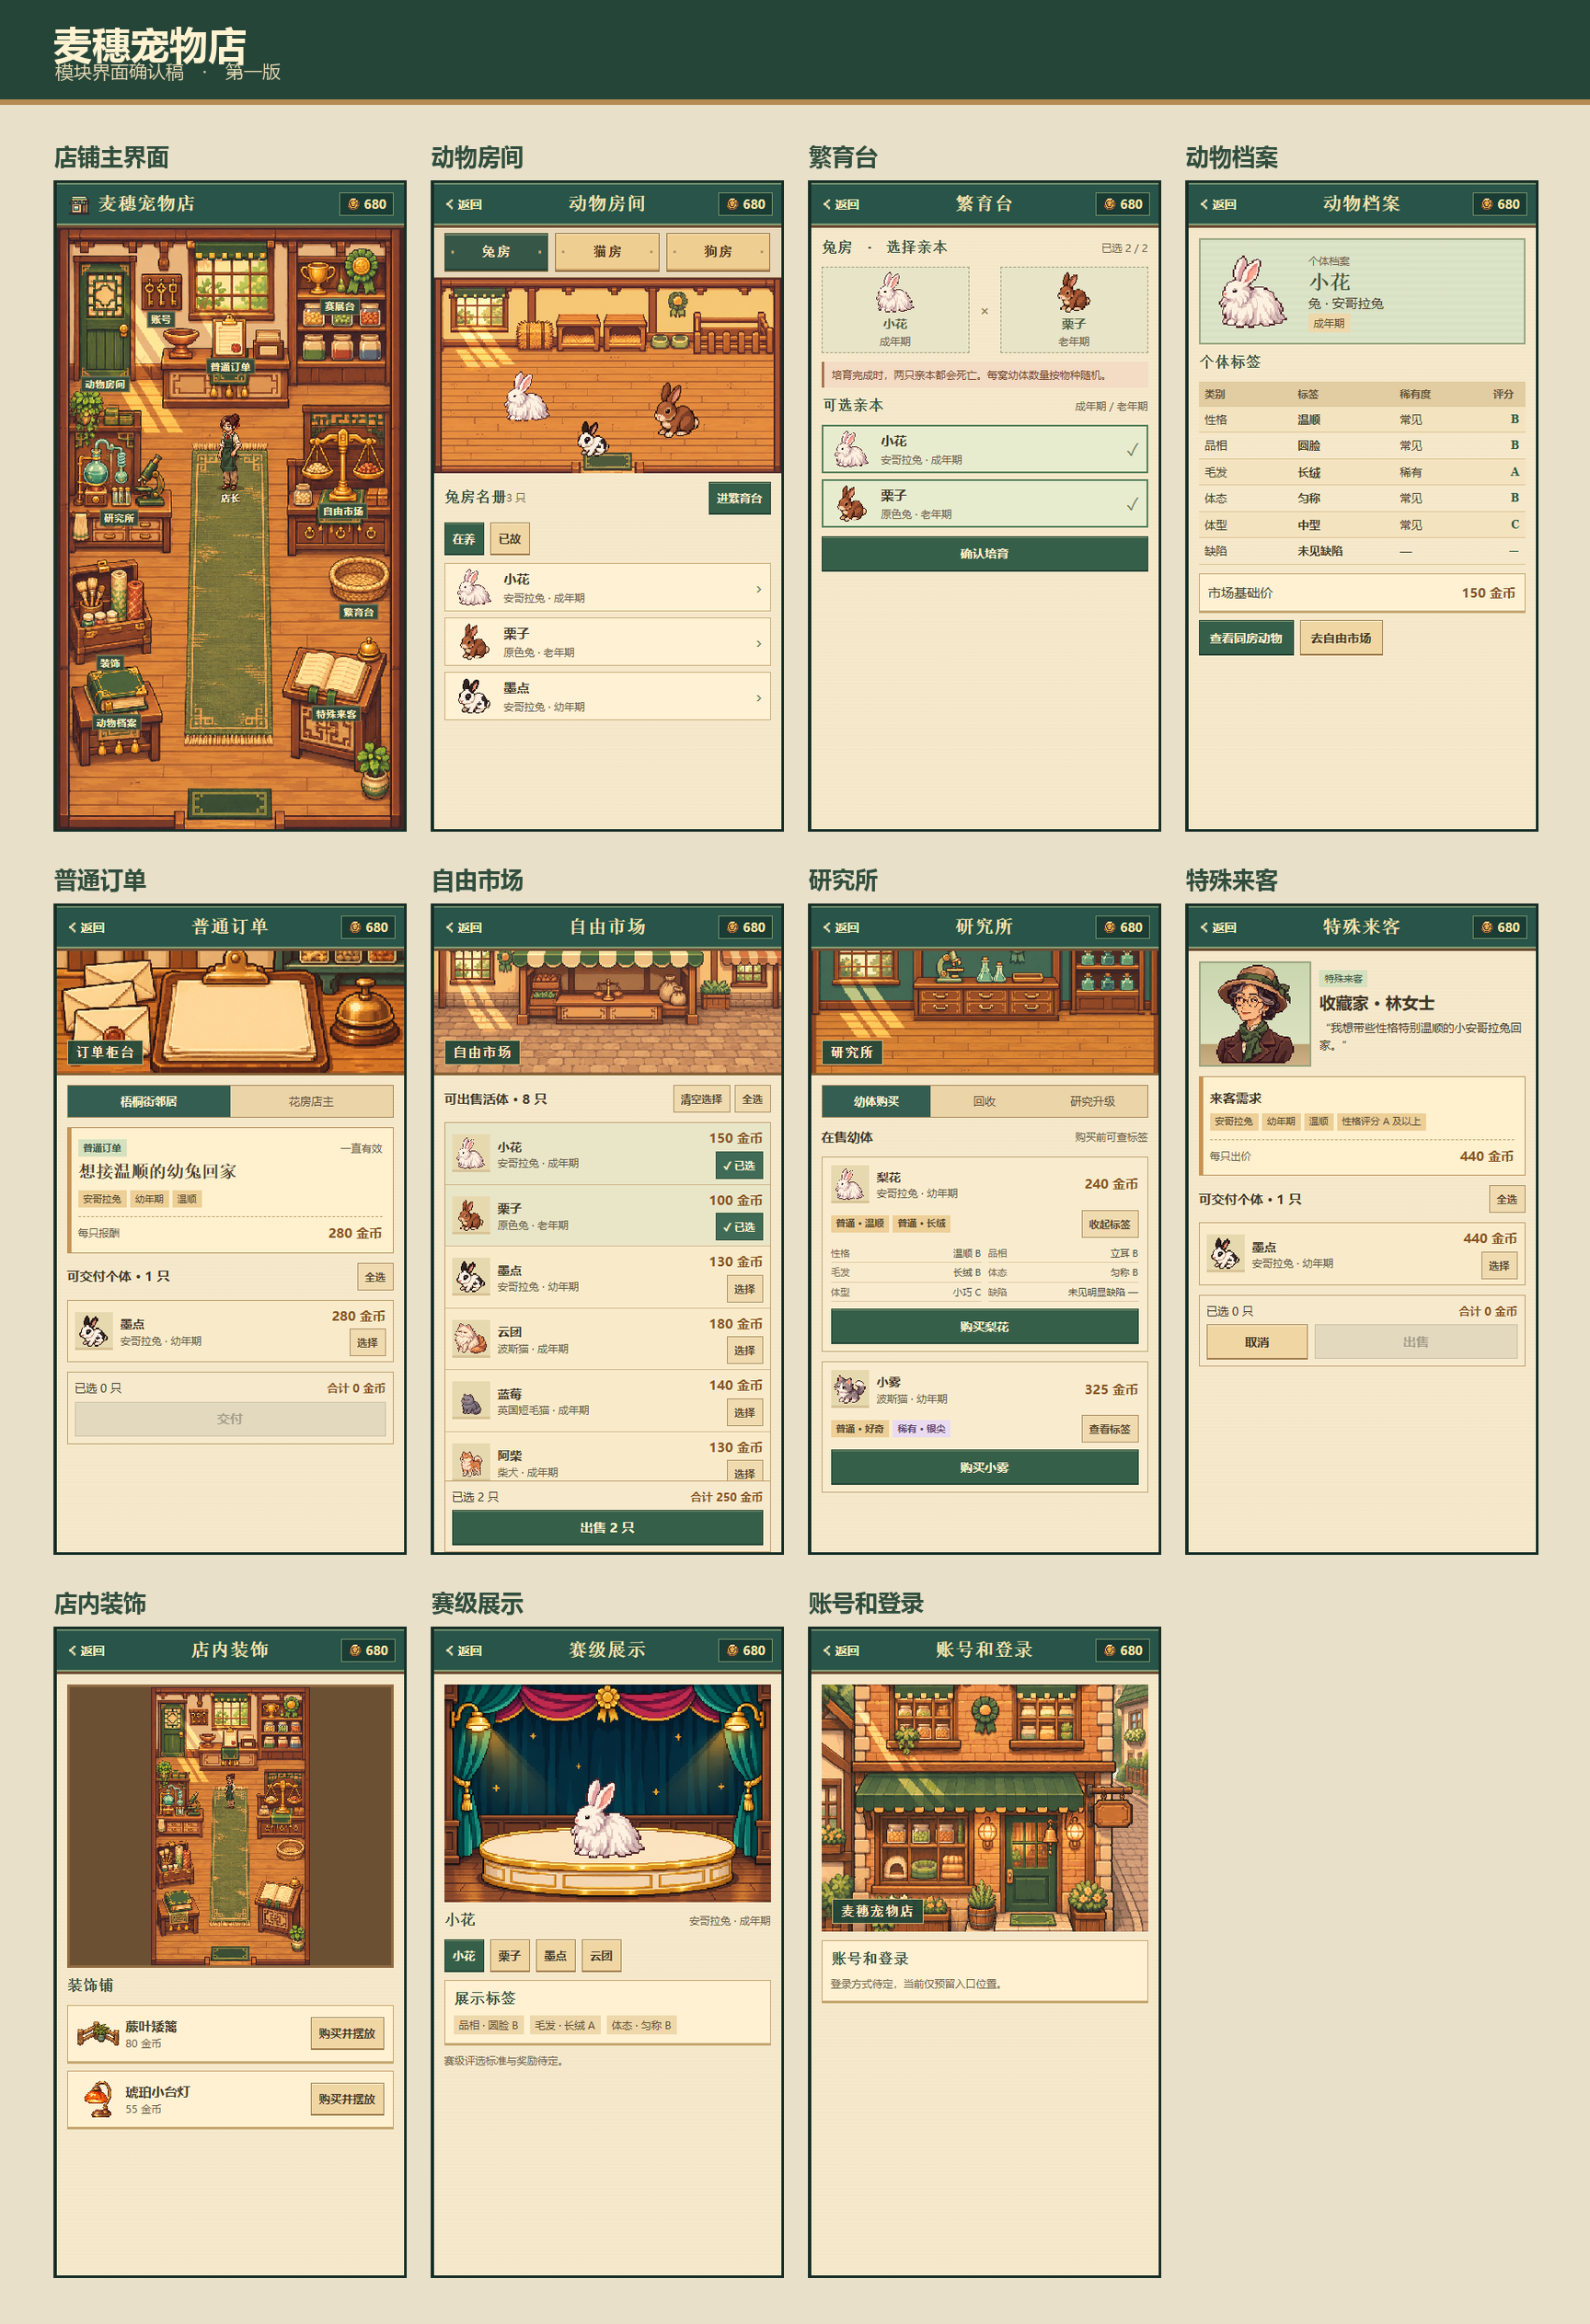 麦穗宠物店
模块界面确认稿 · 第一版
店铺主界面
麦穗宠物店
680
账号
赛展台
普通订单
动物房间
店长
研究所
自由市场
繁育台
装饰
动物档案
特殊来客
动物房间
返回
动物房间
680
兔房
猫房
狗房
兔房名册3 只
进繁育台
在养
已故
小花
安哥拉兔 · 成年期
栗子
原色兔 · 老年期
墨点
安哥拉兔 · 幼年期
繁育台
返回
繁育台
680
兔房 · 选择亲本
已选 2 / 2
小花
成年期
×
栗子
老年期
培育完成时，两只亲本都会死亡。每窝幼体数量按物种随机。
可选亲本
成年期 / 老年期
小花
安哥拉兔 · 成年期
栗子
原色兔 · 老年期
确认培育
动物档案
返回
动物档案
680
个体档案
小花
兔 · 安哥拉兔
成年期
个体标签
类别 标签 稀有度 评分
性格 温顺 常见 B
品相 圆脸 常见 B
毛发 长绒 稀有 A
体态 匀称 常见 B
体型 中型 常见 C
缺陷 未见缺陷 — —
市场基础价
150 金币
查看同房动物
去自由市场
普通订单
返回
普通订单
680
订单柜台
梧桐街邻居
花房店主
普通订单
一直有效
想接温顺的幼兔回家
安哥拉兔
幼年期
温顺
每只报酬
280 金币
可交付个体 • 1 只
全选
墨点
安哥拉兔 · 幼年期
280 金币
选择
已选 0 只
合计 0 金币
交付
自由市场
返回
自由市场
680
自由市场
可出售活体 • 8 只
清空选择
全选
小花
安哥拉兔 · 成年期
150 金币
✓ 已选
栗子
原色兔 · 老年期
100 金币
✓ 已选
墨点
安哥拉兔 · 幼年期
130 金币
选择
云团
波斯猫 · 成年期
180 金币
选择
蓝莓
英国短毛猫 · 成年期
140 金币
选择
阿柴
柴犬 · 成年期
130 金币
选择
已选 2 只
合计 250 金币
出售 2 只
研究所
返回
研究所
680
研究所
幼体购买
回收
研究升级
在售幼体
购买前可查标签
梨花
安哥拉兔 · 幼年期
240 金币
普通 • 温顺
普通 • 长绒
收起标签
性格 温顺 B 品相 立耳 B
毛发 长绒 B 体态 匀称 B
体型 小巧 C 缺陷 未见明显缺陷 —
购买梨花
小雾
波斯猫 · 幼年期
325 金币
普通 • 好奇
稀有 • 银尖
查看标签
购买小雾
特殊来客
返回
特殊来客
680
特殊来客
收藏家 • 林女士
“我想带些性格特别温顺的小安哥拉兔回
家。”
来客需求
安哥拉兔
幼年期
温顺
性格评分 A 及以上
每只出价
440 金币
可交付个体 • 1 只
全选
墨点
安哥拉兔 · 幼年期
440 金币
选择
已选 0 只
合计 0 金币
取消
出售
店内装饰
返回
店内装饰
680
装饰铺
蕨叶矮篱
80 金币
购买并摆放
琥珀小台灯
55 金币
购买并摆放
赛级展示
返回
赛级展示
680
小花
安哥拉兔 · 成年期
小花
栗子
墨点
云团
展示标签
品相 · 圆脸 B
毛发 · 长绒 A
体态 · 匀称 B
赛级评选标准与奖励待定。
账号和登录
返回
账号和登录
680
麦穗宠物店
账号和登录
登录方式待定，当前仅预留入口位置。